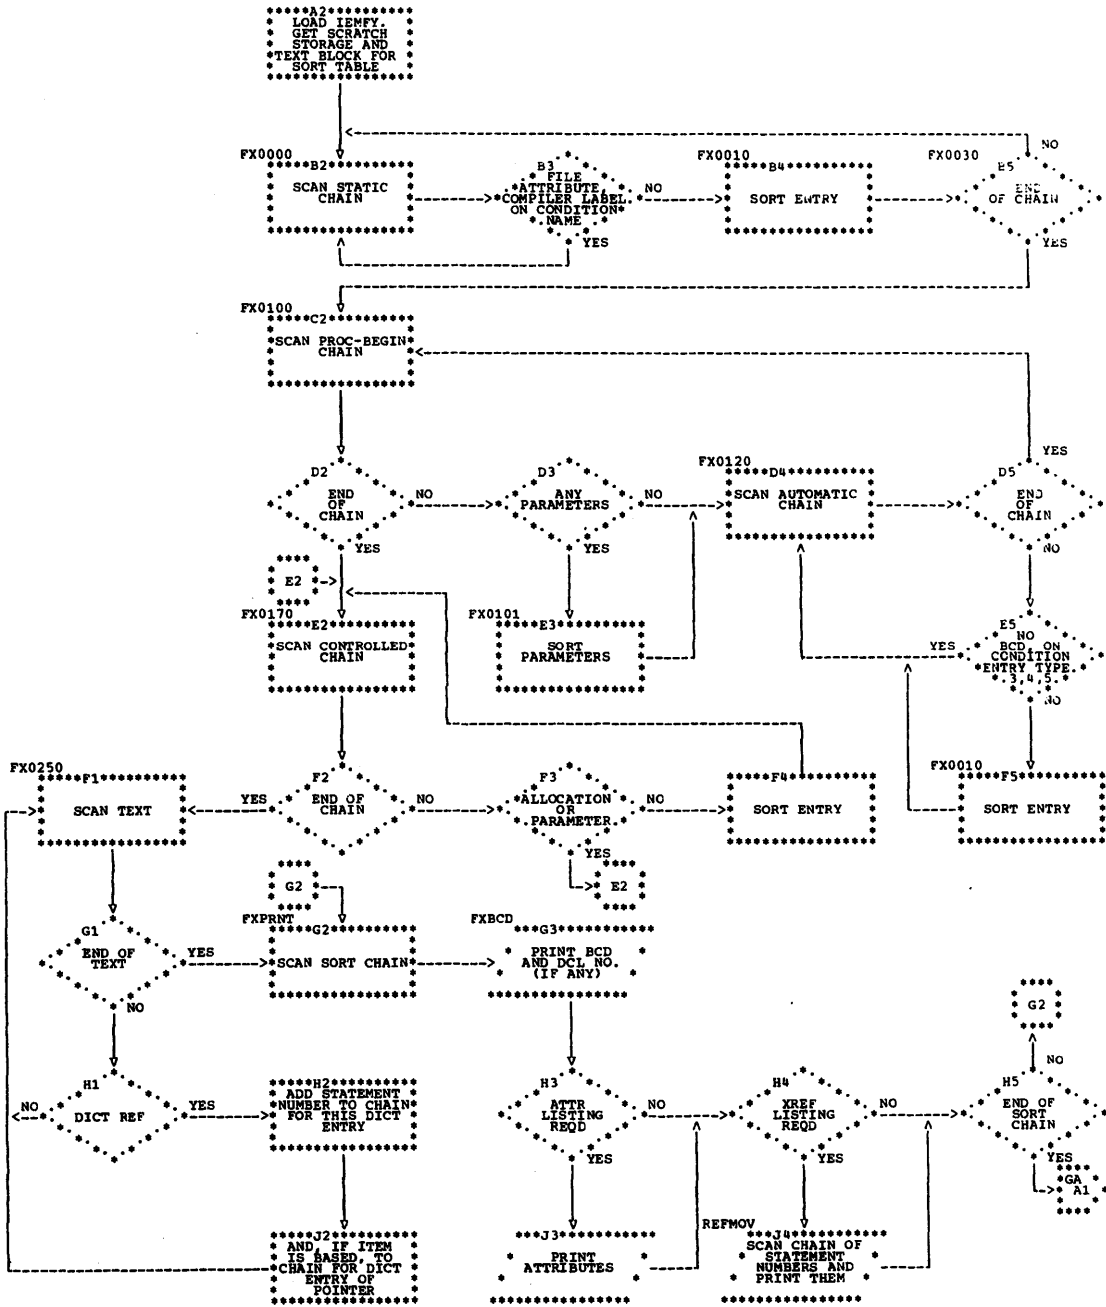 A2
LOAD IEMFY.
GET SCRATCH
STORAGE AND
TEXT BLOCK FOR
SORT TABLE
NO
FX0000
B2
SCAN STATIC
CHAIN
B3
FILE
ATTRIBUTE,
COMPILER LABEL.
ON CONDITION
NAME
NO
YES
FX0010
B4
SORT ENTRY
FX0030
B5
END
OF CHAIN
YES
FX0100
C2
SCAN PROC-BEGIN
CHAIN
D2
END
OF
CHAIN
NO
YES
D3
ANY
PARAMETERS
NO
YES
FX0120
D4
SCAN AUTOMATIC
CHAIN
YES
D5
END
OF
CHAIN
NO
E2
FX0170
E2
SCAN CONTROLLED
CHAIN
FX0101
E3
SORT
PARAMETERS
YES
E5
NO
BCD, ON
CONDITION
ENTRY TYPE.
3,4,5.
NO
FX0250
F1
SCAN TEXT
YES
F2
END OF
CHAIN
NO
F3
ALLOCATION
OR
PARAMETER
NO
YES
F4
SORT ENTRY
FX0010
F5
SORT ENTRY
G2
E2
G1
END OF
TEXT
YES
NO
FXPRNT
G2
SCAN SORT CHAIN
FXBCD
G3
PRINT BCD
AND DCL NO.
(IF ANY)
G2
NO
H1
DICT REF
NO
YES
H2
ADD STATEMENT
NUMBER TO CHAIN
FOR THIS DICT
ENTRY
H3
ATTR
LISTING
REQD
NO
YES
H4
XREF
LISTING
REQD
NO
YES
H5
END OF
SORT
CHAIN
YES
GA
A1
J2
AND, IF ITEM
IS BASED, TO
CHAIN FOR DICT
ENTRY OF
POINTER
J3
PRINT
ATTRIBUTES
REFMOV
J4
SCAN CHAIN OF
STATEMENT
NUMBERS AND
PRINT THEM